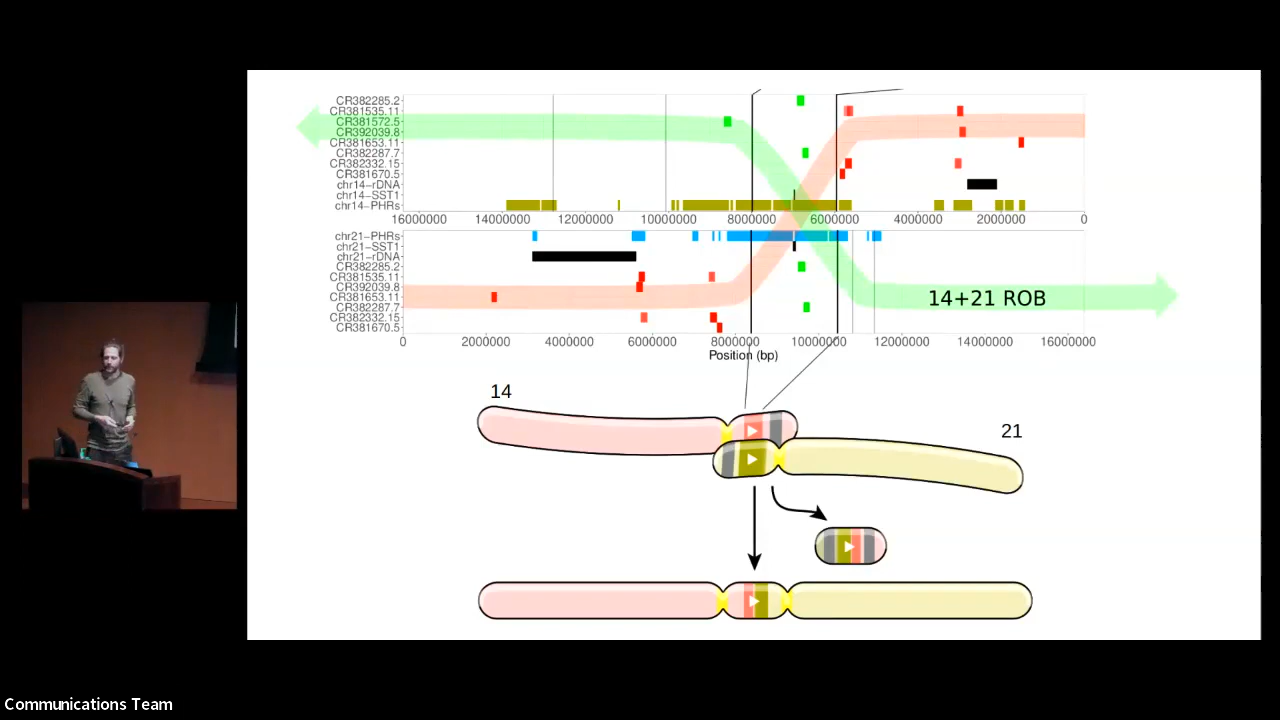 CR382285.2
CR381535.11
CR381572.5
CR392039.8
CR381653.11
CR382287.7
CR382332.15
CR381670.5
chr14-rDNA
chr14-SST1
chr14-PHRs
16000000 14000000 12000000 10000000 8000000 6000000 4000000 2000000 0
chr21-PHRs
chr21-SST1
chr21-rDNA
CR382285.2
CR381535.11
CR392039.8
CR381653.11
CR382287.7
CR382332.15
CR381670.5
14+21 ROB
0 2000000 4000000 6000000 8000000 10000000 12000000 14000000 16000000
Position (bp)
14
21
Communications Team